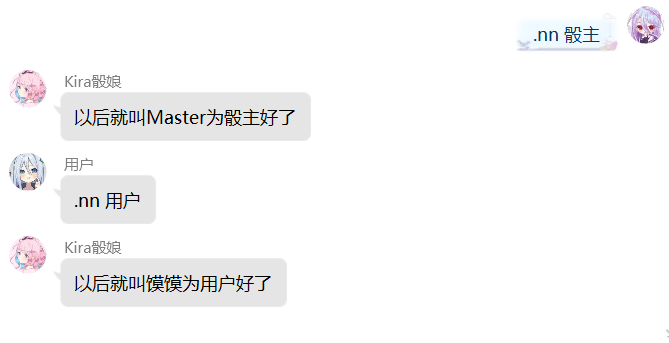 .nn 骰主
Kira骰娘
以后就叫Master为骰主好了
用户
.nn 用户
Kira骰娘
以后就叫馍馍为用户好了